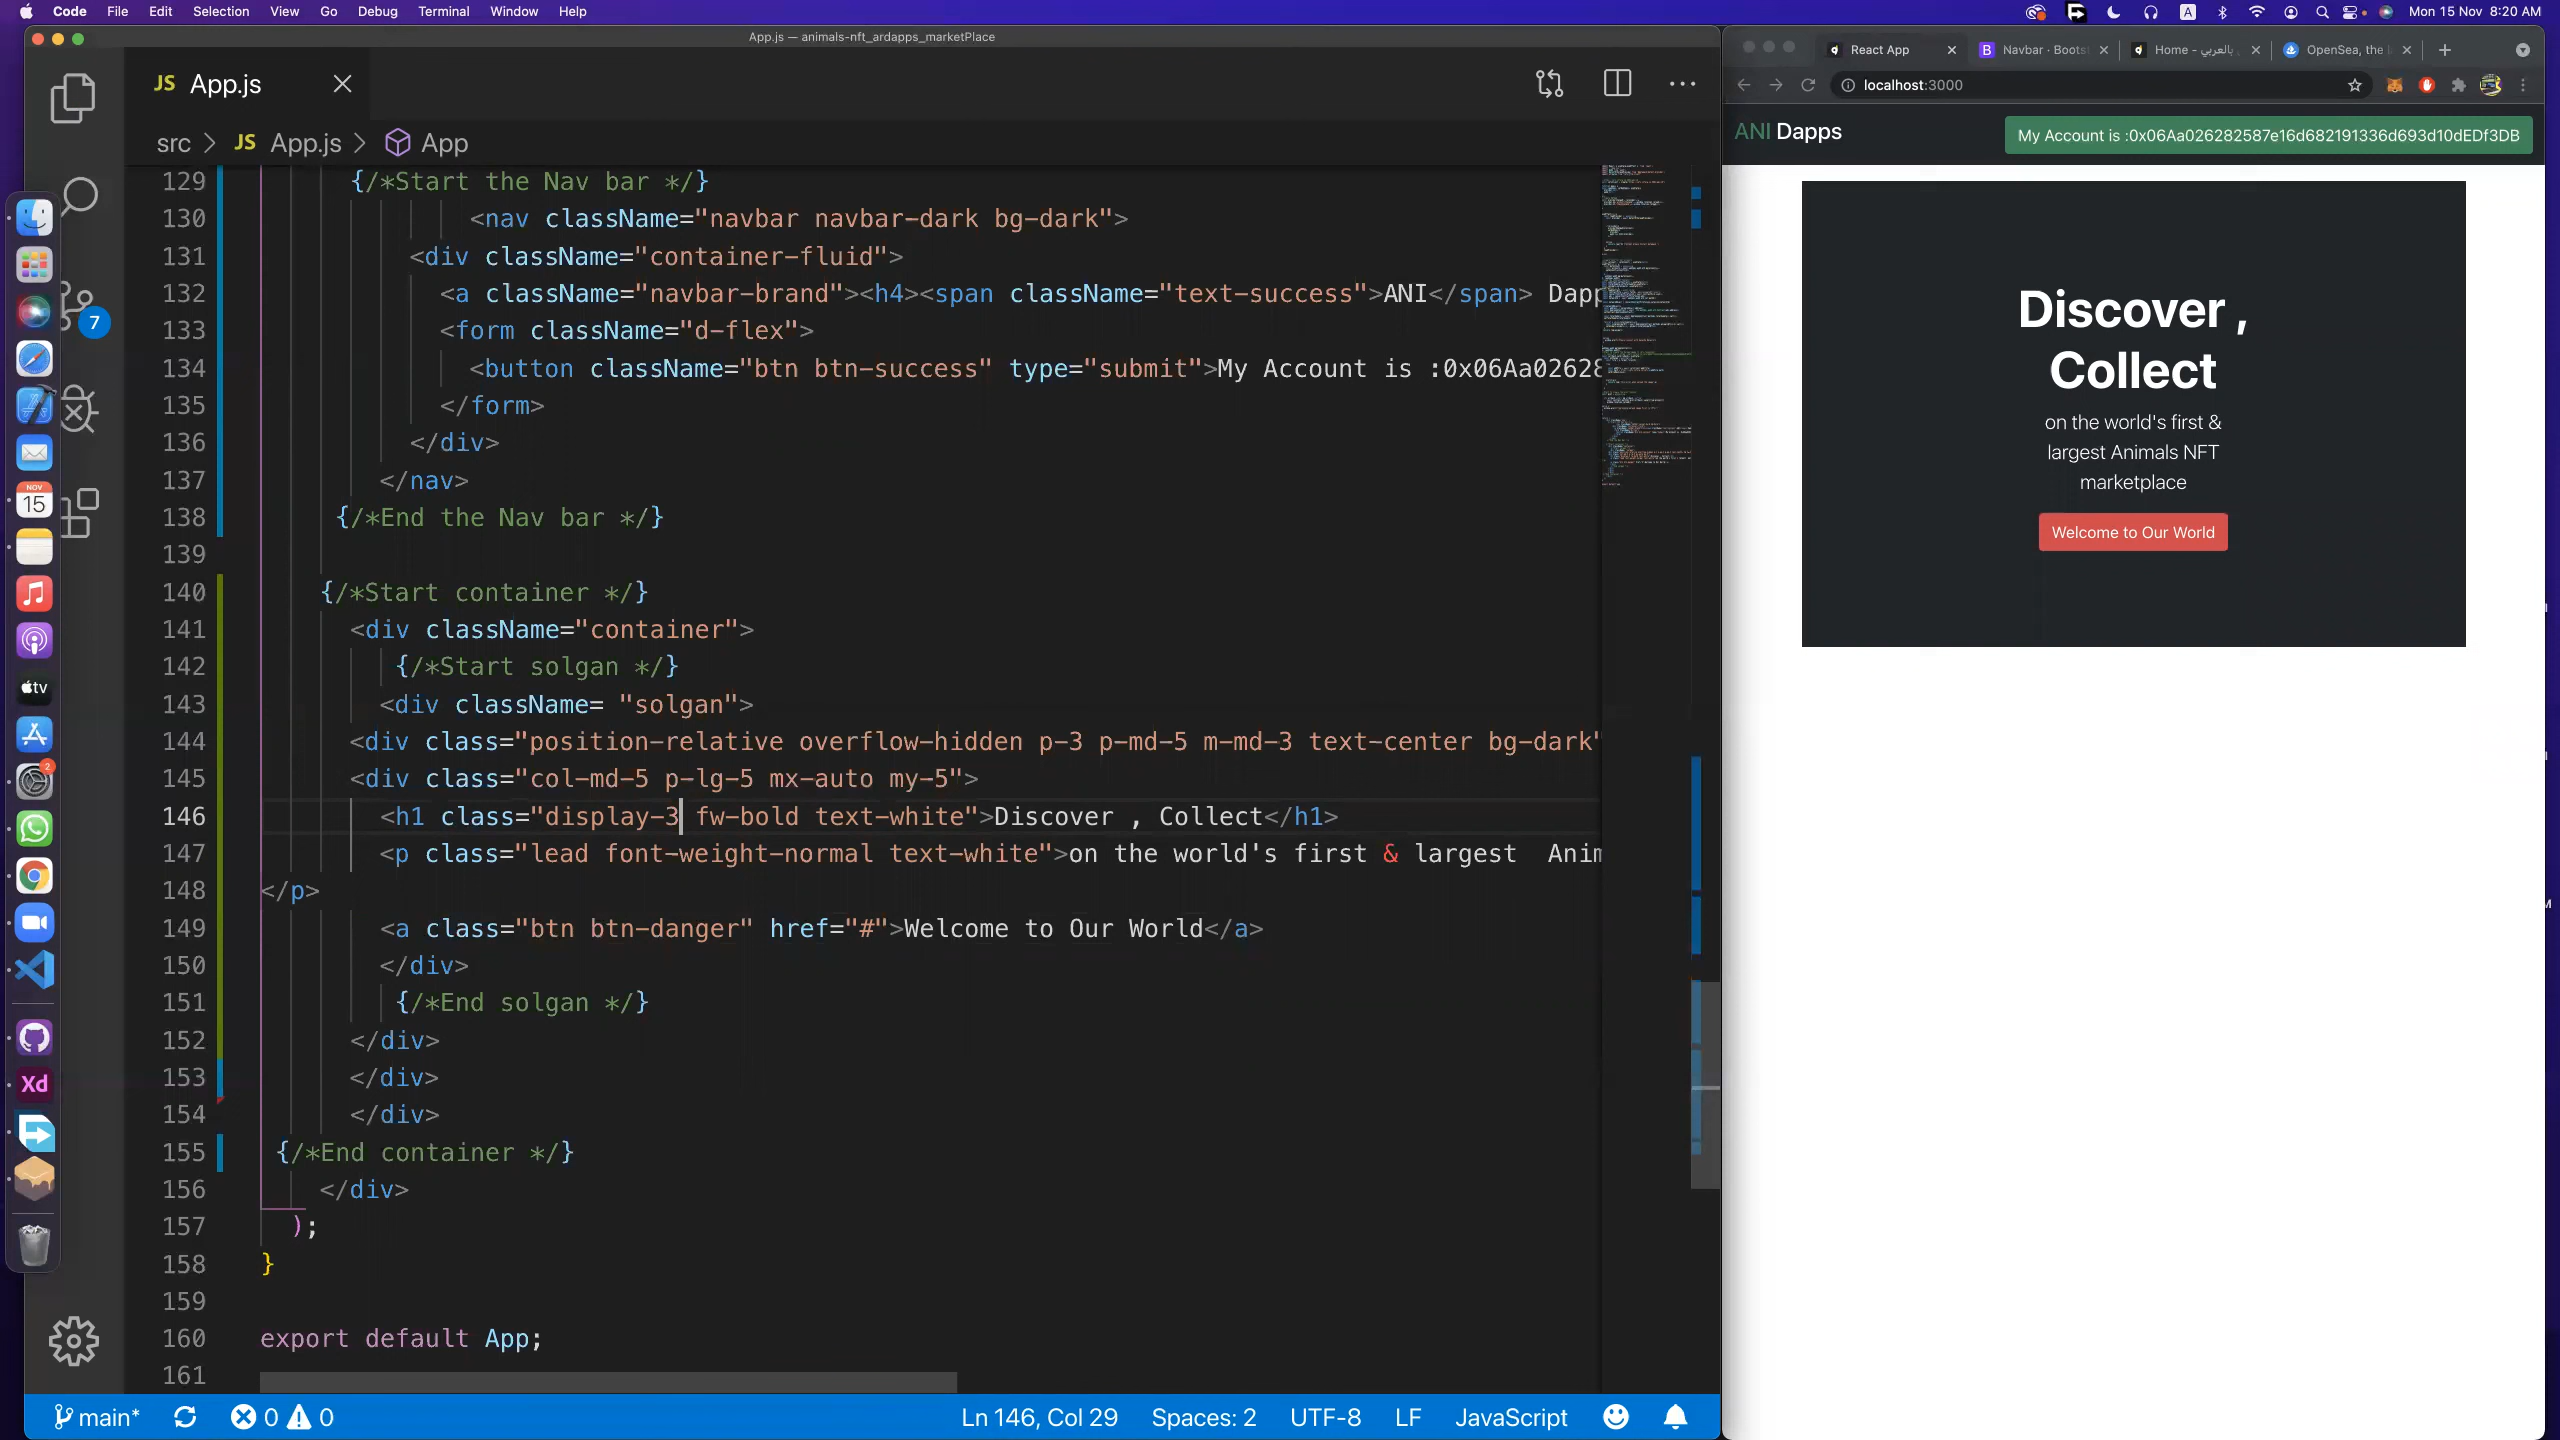 Code File Edit Selection View Go Debug Terminal Window Help
A
Mon 15 Nov 8:20 AM
App.js — animals-nft_ardapps_marketPlace
JS App.js
src > JS App.js > App
129 {/*Start the Nav bar */}
130 <nav className="navbar navbar-dark bg-dark">
131 <div className="container-fluid">
132 <a className="navbar-brand"><h4><span className="text-success">ANI</span> Dapp
133 <form className="d-flex">
134 <button className="btn btn-success" type="submit">My Account is :0x06Aa02628
135 </form>
136 </div>
137 </nav>
138 {/*End the Nav bar */}
139
140 {/*Start container */}
141 <div className="container">
142 {/*Start solgan */}
143 <div className= "solgan">
144 <div class="position-relative overflow-hidden p-3 p-md-5 m-md-3 text-center bg-dark"
145 <div class="col-md-5 p-lg-5 mx-auto my-5">
146 <h1 class="display-3 fw-bold text-white">Discover , Collect</h1>
147 <p class="lead font-weight-normal text-white">on the world's first & largest  Anim
148 </p>
149 <a class="btn btn-danger" href="#">Welcome to Our World</a>
150 </div>
151 {/*End solgan */}
152 </div>
153 </div>
154 </div>
155 {/*End container */}
156 </div>
157 );
158 }
159
160 export default App;
161
7
NOV
15
tv
2
Xd
main* 0 0
Ln 146, Col 29 Spaces: 2 UTF-8 LF JavaScript
React App
B Navbar · Boots
Home - بالعربي
OpenSea, the
localhost:3000
ANI Dapps
My Account is :0x06Aa026282587e16d682191336d693d10dEDf3DB
Discover ,
Collect
on the world's first &
largest Animals NFT
marketplace
Welcome to Our World